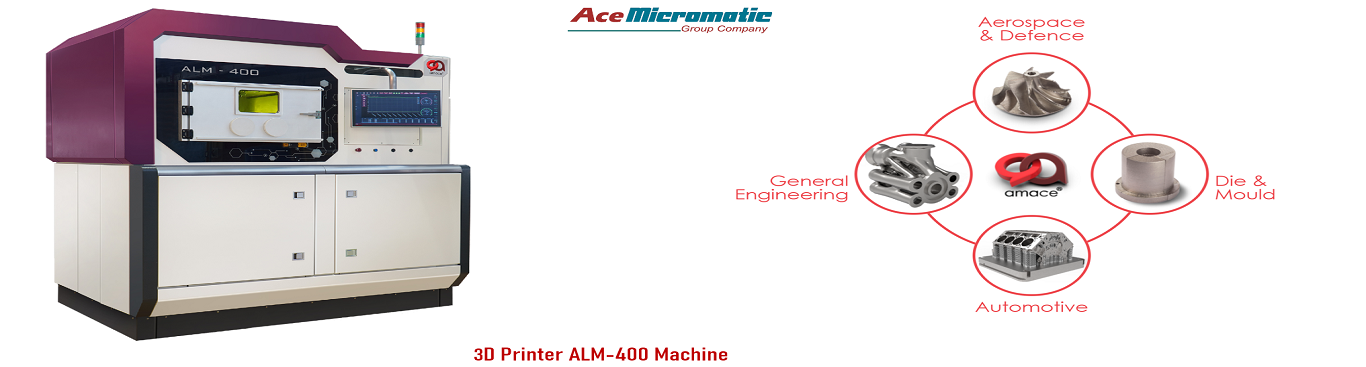 Ace Micromatic
Group Company
ALM - 400
amace
Aerospace
& Defence
General
Engineering
amace®
Die &
Mould
Automotive
3D Printer ALM-400 Machine